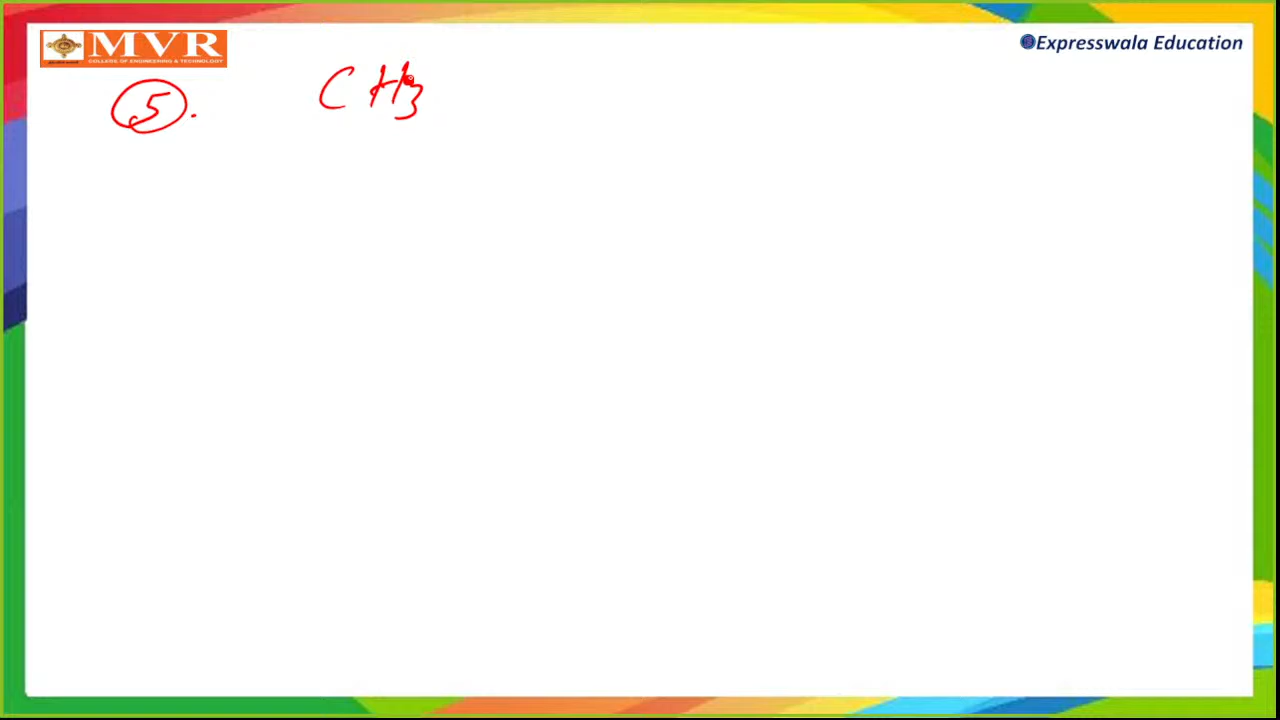 MVR
COLLEGE OF ENGINEERING & TECHNOLOGY
Expresswala Education
5. CH3